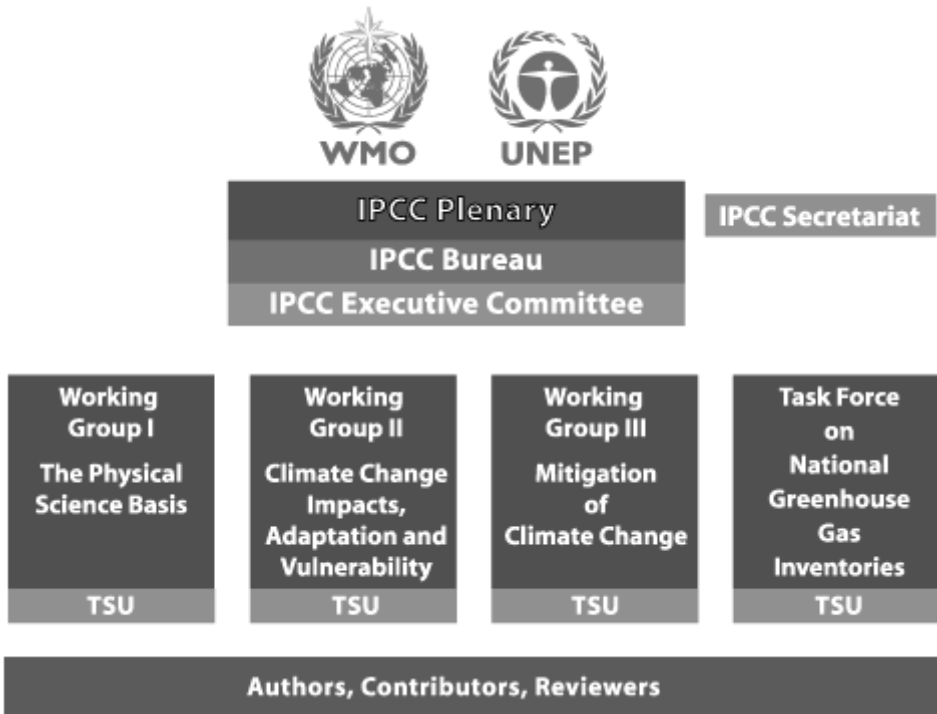 WMO
UNEP
IPCC Plenary
IPCC Secretariat
IPCC Bureau
IPCC Executive Committee
Working
Group I
The Physical
Science Basis
TSU
Working
Group II
Climate Change
Impacts,
Adaptation and
Vulnerability
TSU
Working
Group III
Mitigation
of
Climate Change
TSU
Task Force
on
National
Greenhouse
Gas
Inventories
TSU
Authors, Contributors, Reviewers